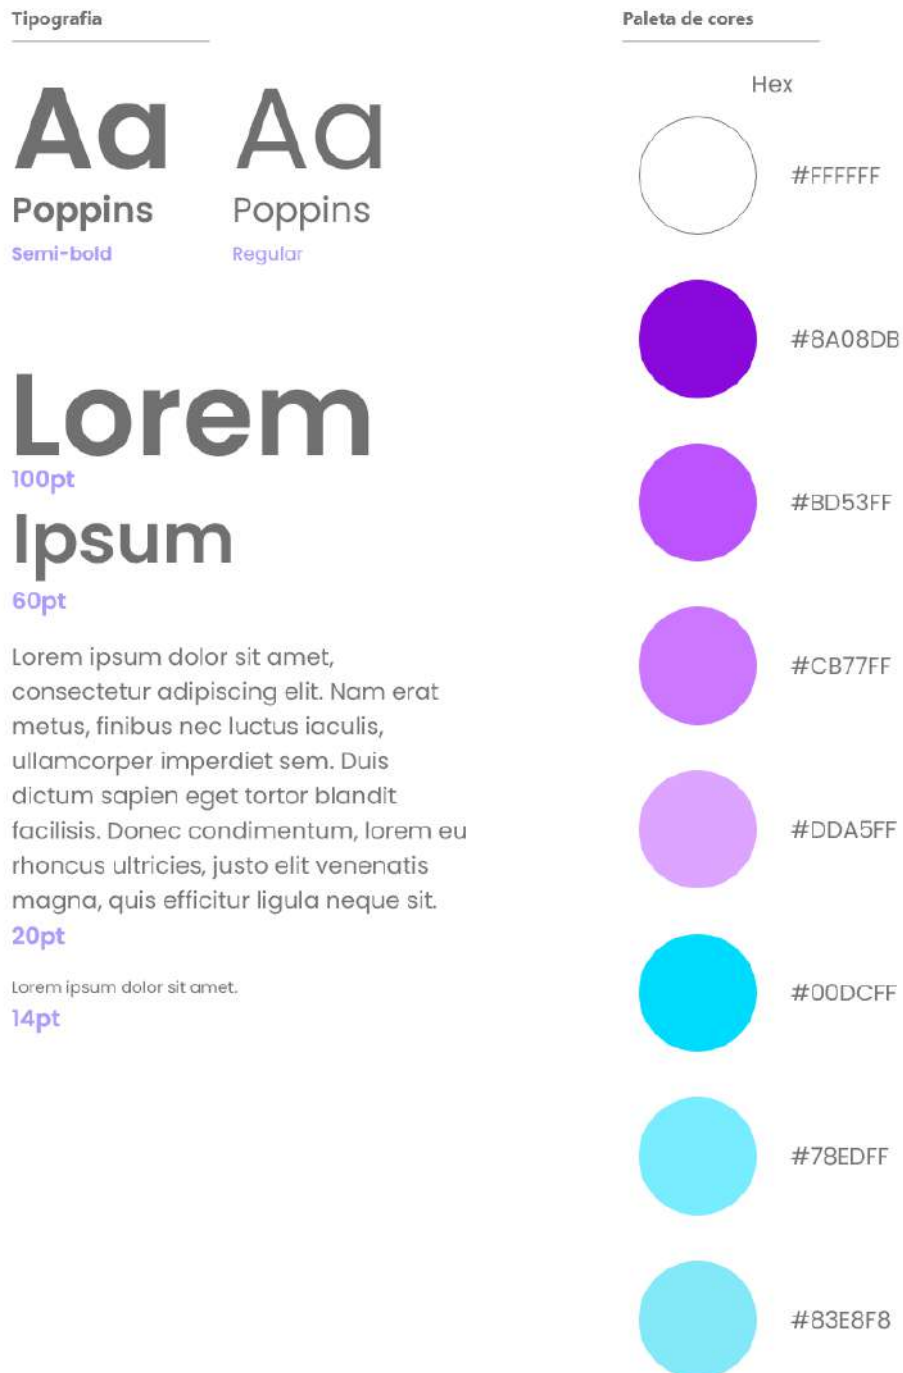 Tipografia
Aa Aa
Poppins Poppins
Semi-bold Regular
Lorem
100pt
Ipsum
60pt
Lorem ipsum dolor sit amet,
consectetur adipiscing elit. Nam erat
metus, finibus nec luctus iaculis,
ullamcorper imperdiet sem. Duis
dictum sapien eget tortor blandit
facilisis. Donec condimentum, lorem eu
rhoncus ultricies, justo elit venenatis
magna, quis efficitur ligula neque sit.
20pt
Lorem ipsum dolor sit amet.
14pt
Paleta de cores
Hex
#FFFFFF
#8A08DB
#BD53FF
#CB77FF
#DDA5FF
#00DCFF
#78EDFF
#83E8F8